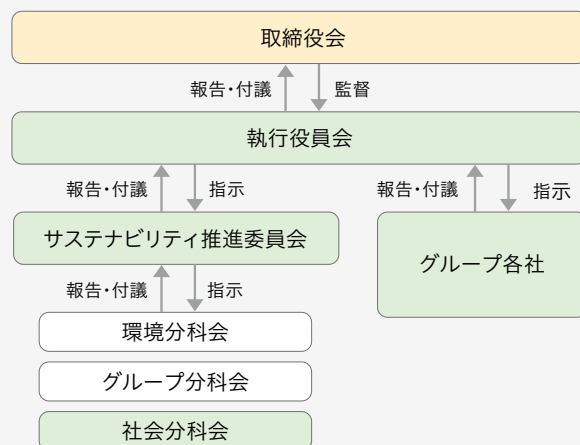 取締役会
報告・付議
監督
執行役員会
報告・付議
指示
報告・付議
指示
サステナビリティ推進委員会
グループ各社
報告・付議
指示
環境分科会
グループ分科会
社会分科会